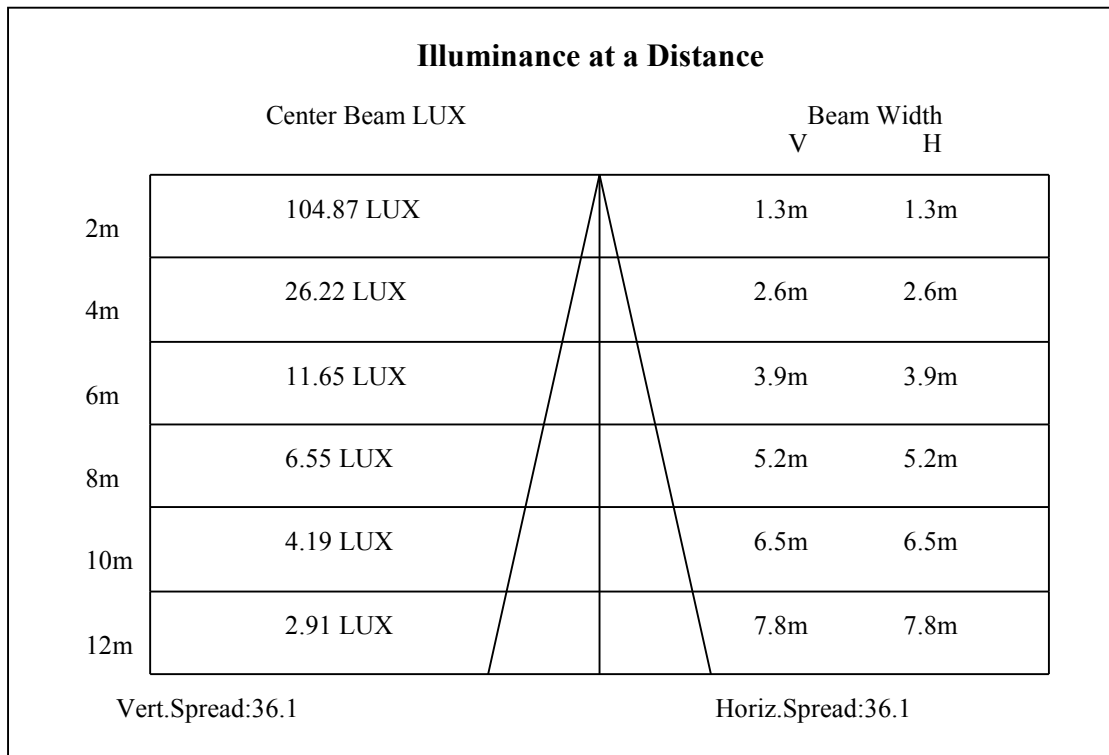 Illuminance at a Distance
Center Beam LUX Beam Width
V H
2m 104.87 LUX 1.3m 1.3m
4m 26.22 LUX 2.6m 2.6m
6m 11.65 LUX 3.9m 3.9m
8m 6.55 LUX 5.2m 5.2m
10m 4.19 LUX 6.5m 6.5m
12m 2.91 LUX 7.8m 7.8m
Vert.Spread:36.1 Horiz.Spread:36.1